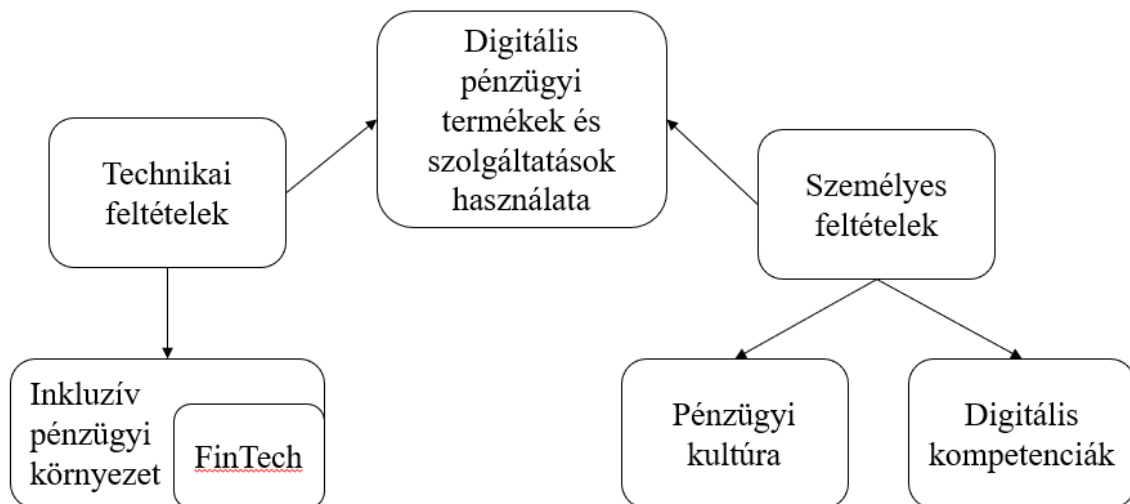 Digitális
pénzügyi
termékek és
szolgáltatások
használata
Technikai
feltételek
Személyes
feltételek
Inkluzív
pénzügyi
környezet
FinTech
Pénzügyi
kultúra
Digitális
kompetenciák